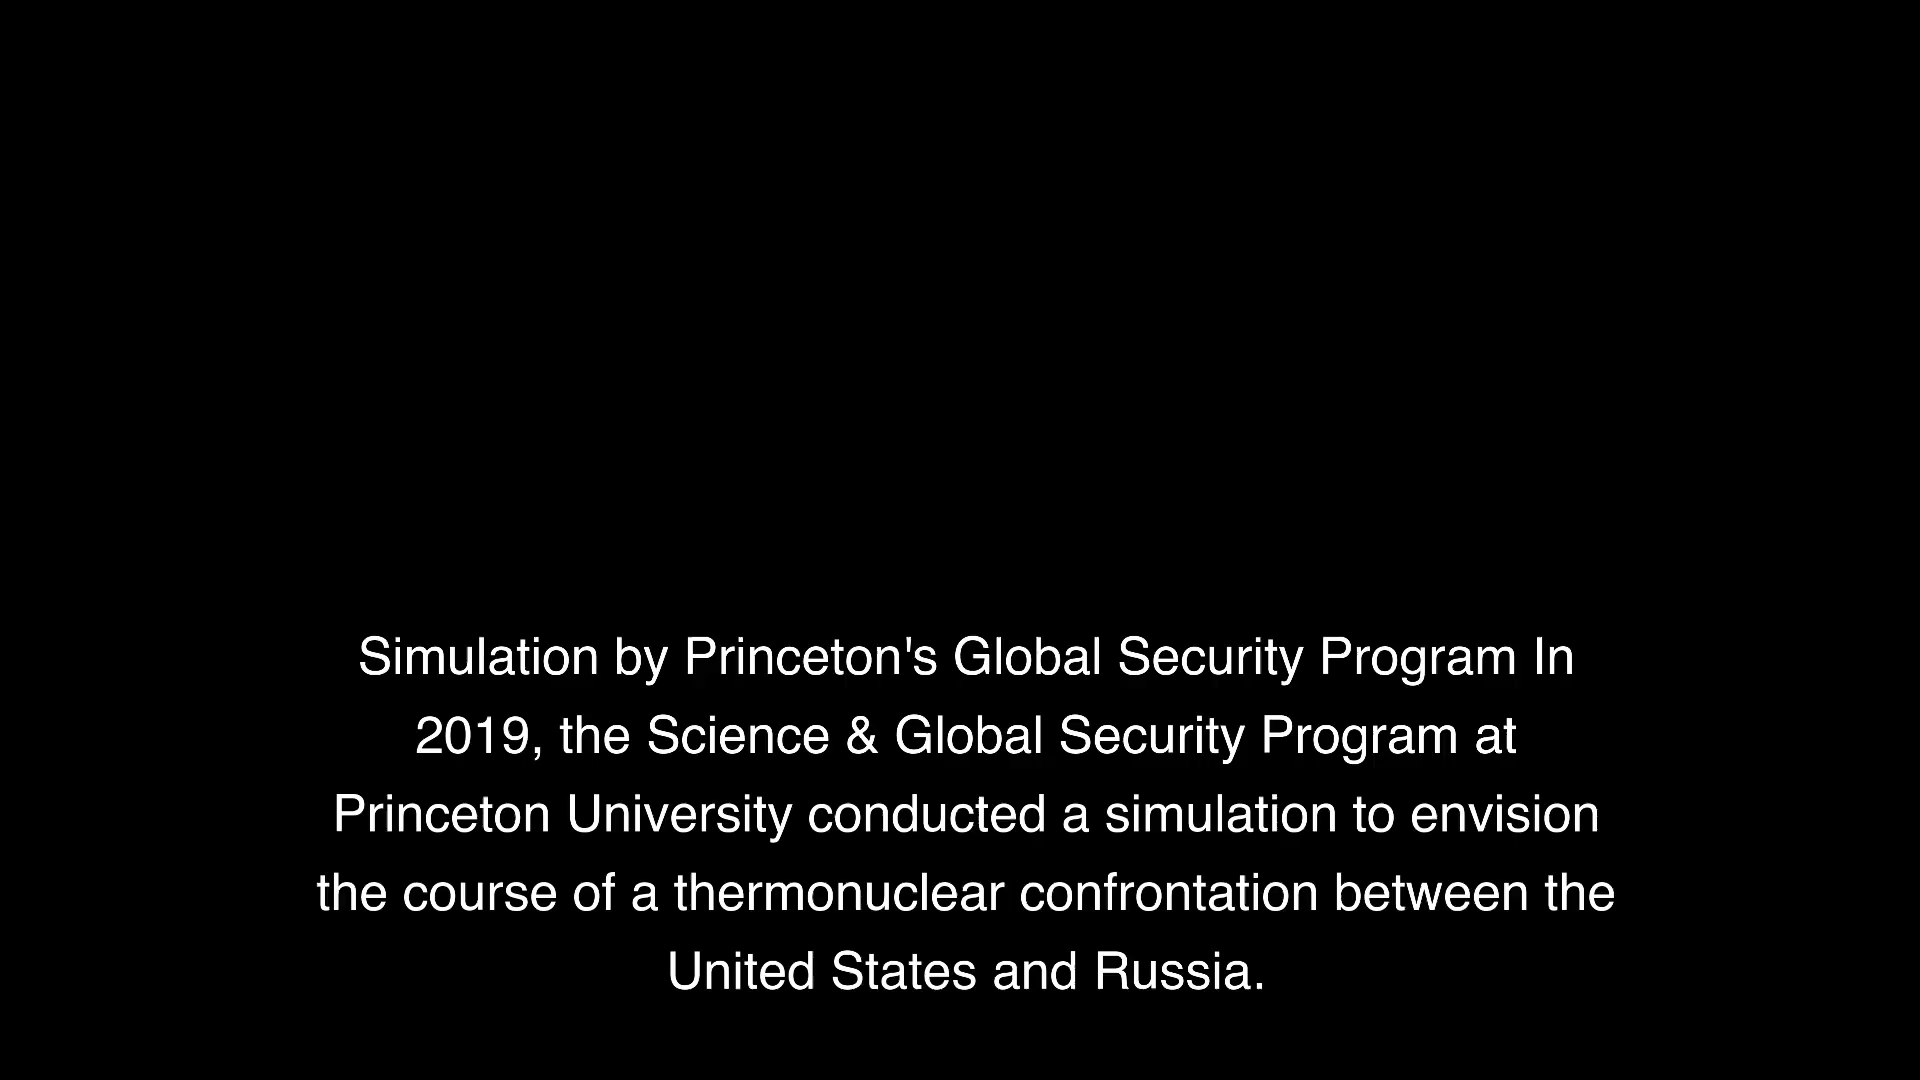 Simulation by Princeton's Global Security Program In
2019, the Science & Global Security Program at
Princeton University conducted a simulation to envision
the course of a thermonuclear confrontation between the
United States and Russia.